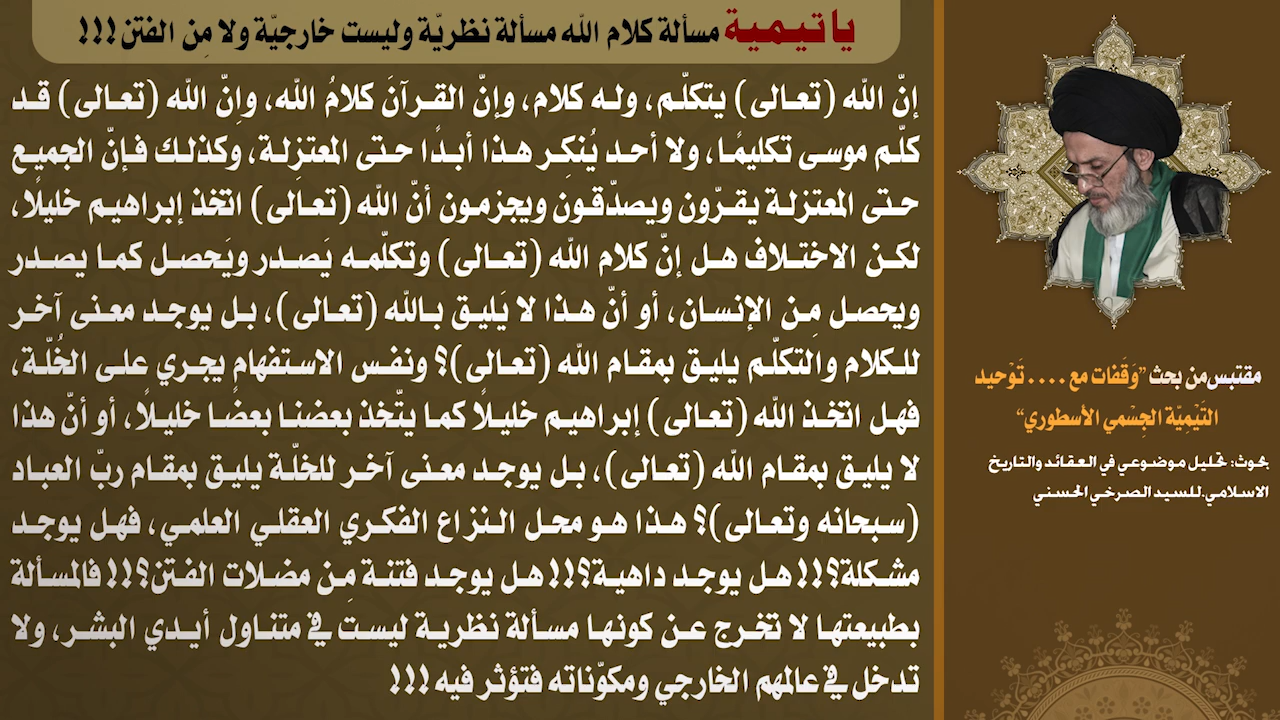 يا تيمية مسألة كلام الله مسألة نظريّة وليست خارجيّة ولا مِن الفتن!!!
إنّ الله (تعالى) يتكلّم، وله كلام، وإنّ القرآنَ كلامُ الله، وإنّ الله (تعالى) قد
كلّم موسى تكليمًا، ولا أحد يُنكِر هذا أبدًا حتى المعتزِلة، وكذلك فإنّ الجميع
حتى المعتزلة يقرّون ويصدّقون ويجزمون أنّ الله (تعالى) اتخذ إبراهيم خليلًا،
لكن الاختلاف هل إنّ كلام الله (تعالى) وتكلّمه يَصدر ويَحصل كما يصدر
ويحصل مِن الإنسان، أو أنّ هذا لا يَليق بالله (تعالى)، بل يوجد معنى آخر
للكلام والتكلّم يليق بمقام الله (تعالى)؟ ونفس الاستفهام يجري على الخُلّة،
فهل اتخذ الله (تعالى) إبراهيم خليلًا كما يتّخذ بعضنا بعضًا خليلًا، أو أنّ هذا
لا يليق بمقام الله (تعالى)، بل يوجد معنى آخر للخلّة يليق بمقام ربّ العباد
(سبحانه وتعالى)؟ هذا هو محل النزاع الفكري العقلي العلمي، فهل يوجد
مشكلة؟!! هل يوجد داهية؟!! هل يوجد فتنة مِن مضلات الفتن؟!! فالمسألة
بطبيعتها لا تخرج عن كونها مسألة نظرية ليست في متناول أيدي البشر، ولا
تدخل في عالمهم الخارجي ومكوّناته فتؤثر فيه!!!
مقتبس من بحث "وَقَفات مع .... تَوْحيد
التَيْمِيّة الجِسْمي الأسطوري"
بحوث: تحليل موضوعي في العقائد والتاريخ
الاسلامي.للسيد الصرخي الحسني